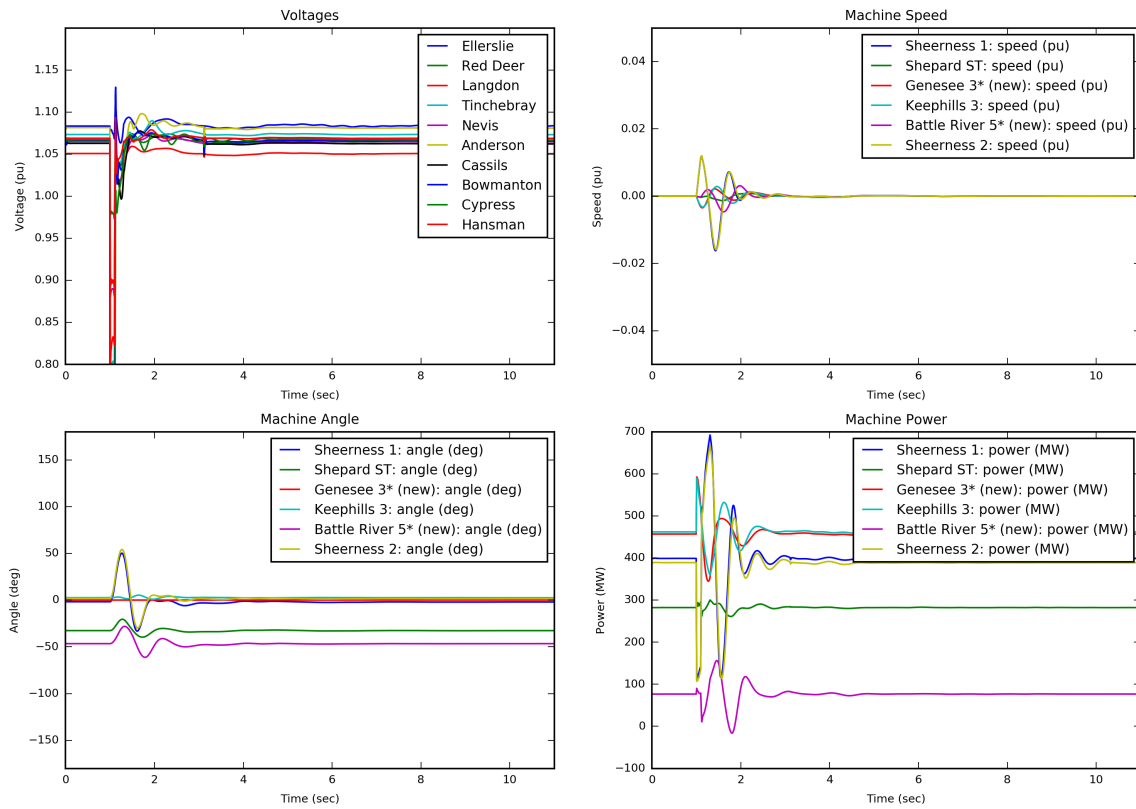 Voltages
1.15
1.10
1.05
1.00
0.95
0.90
0.85
0.80
Voltage (pu)
0 2 4 6 8 10
Time (sec)
Ellerslie
Red Deer
Langdon
Tinchebray
Nevis
Anderson
Cassils
Bowmanton
Cypress
Hansman
Machine Speed
0.04
0.02
0.00
−0.02
−0.04
Speed (pu)
0 2 4 6 8 10
Time (sec)
Sheerness 1: speed (pu)
Shepard ST: speed (pu)
Genesee 3* (new): speed (pu)
Keephills 3: speed (pu)
Battle River 5* (new): speed (pu)
Sheerness 2: speed (pu)
Machine Angle
150
100
50
0
−50
−100
−150
Angle (deg)
0 2 4 6 8 10
Time (sec)
Sheerness 1: angle (deg)
Shepard ST: angle (deg)
Genesee 3* (new): angle (deg)
Keephills 3: angle (deg)
Battle River 5* (new): angle (deg)
Sheerness 2: angle (deg)
Machine Power
700
600
500
400
300
200
100
0
−100
Power (MW)
0 2 4 6 8 10
Time (sec)
Sheerness 1: power (MW)
Shepard ST: power (MW)
Genesee 3* (new): power (MW)
Keephills 3: power (MW)
Battle River 5* (new): power (MW)
Sheerness 2: power (MW)